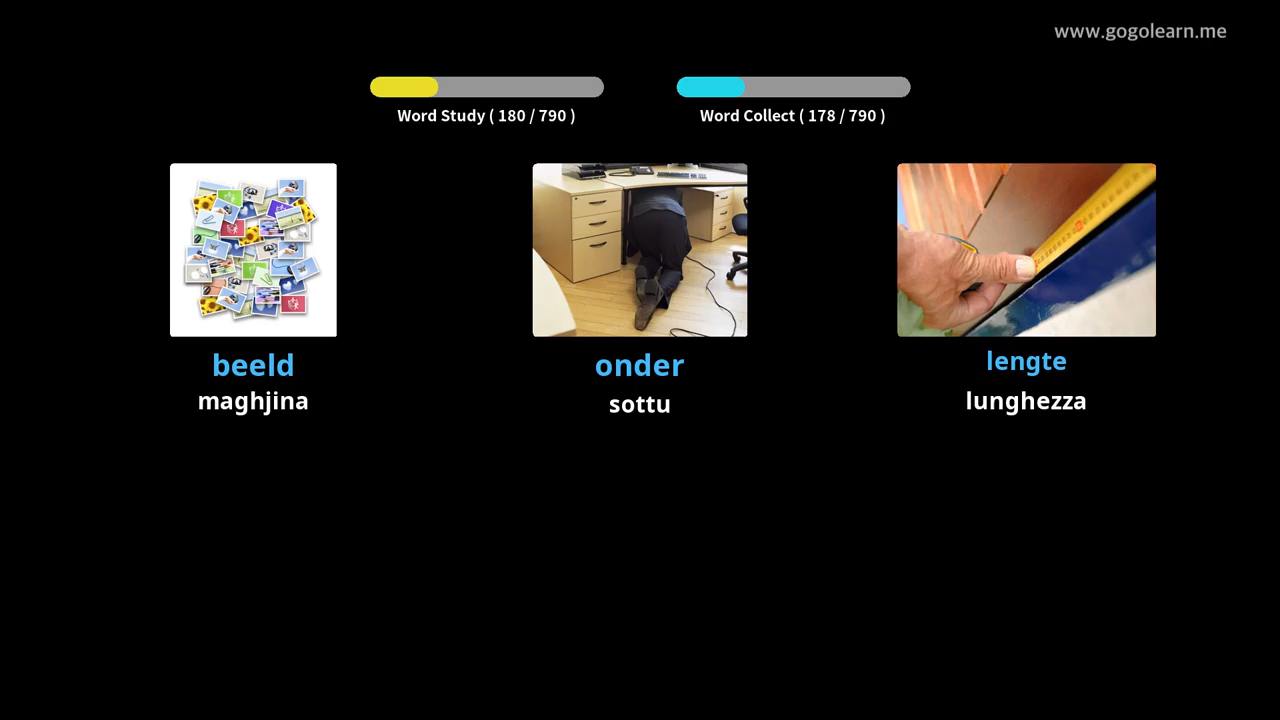 www.gogolearn.me
Word Study ( 180 / 790 )
Word Collect ( 178 / 790 )
beeld
onder
lengte
maghjina
sottu
lunghezza